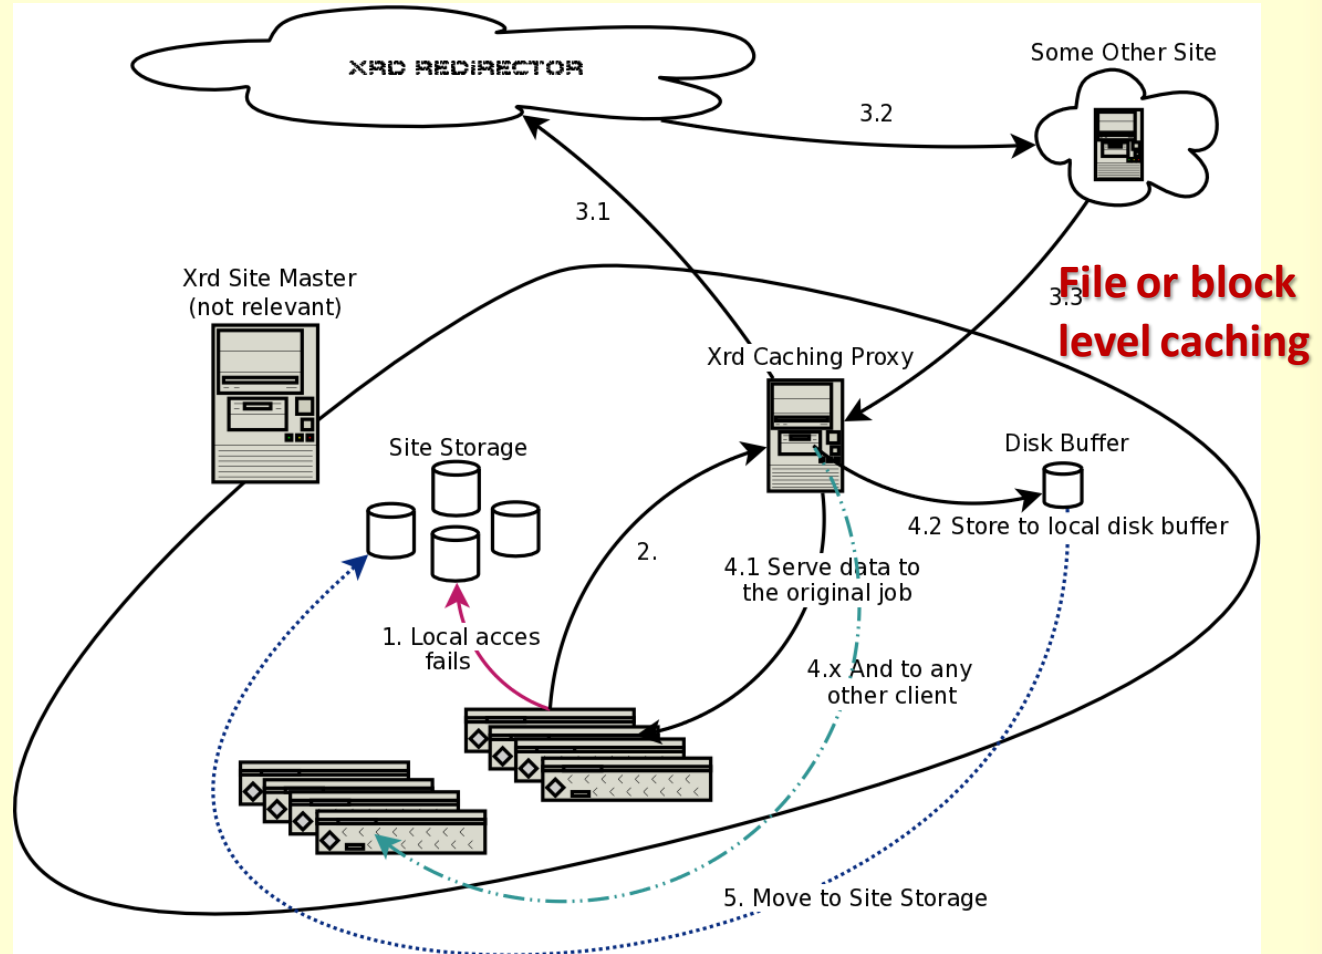 XRD REDIRECTOR
Some Other Site
3.2
3.1
Xrd Site Master
(not relevant)
3.3
File or block
level caching
Xrd Caching Proxy
Site Storage
Disk Buffer
2.
4.2 Store to local disk buffer
4.1 Serve data to
the original job
1. Local acces
fails
4.x And to any
other client
5. Move to Site Storage